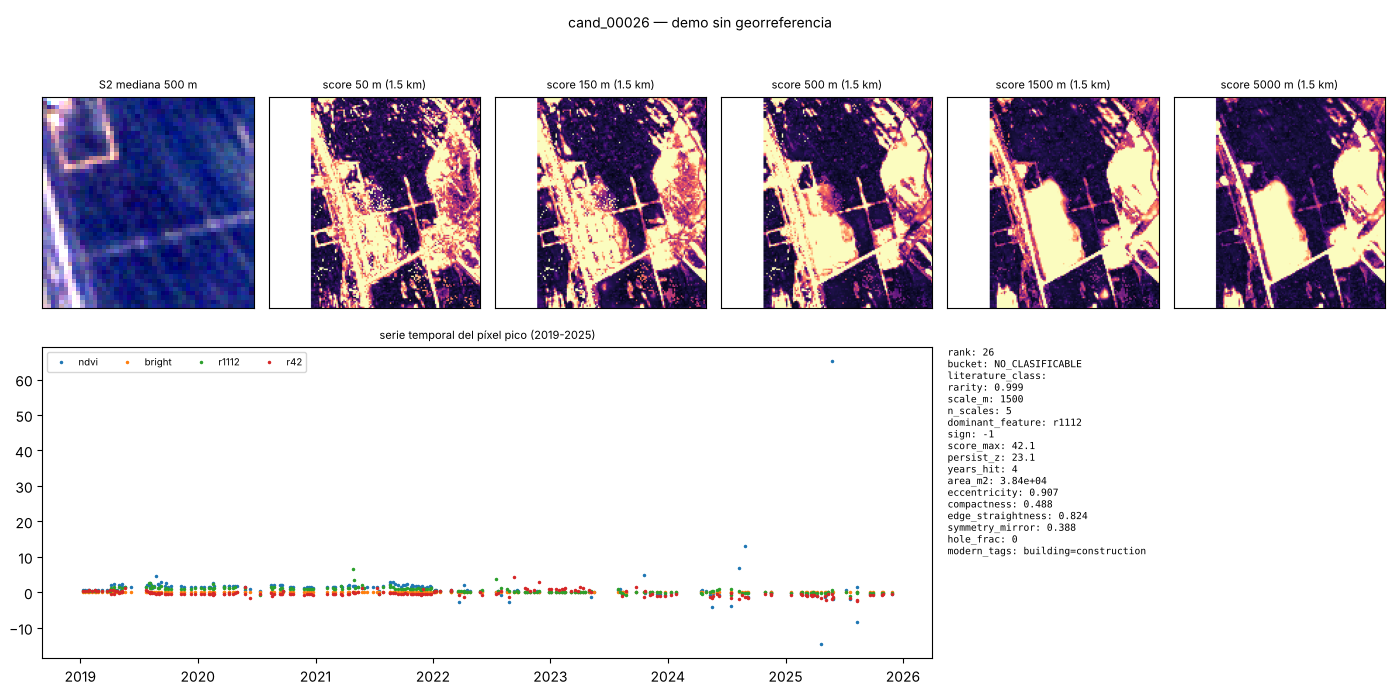 cand_00026 — demo sin georreferencia
S2 mediana 500 m
score 50 m (1.5 km)
score 150 m (1.5 km)
score 500 m (1.5 km)
score 1500 m (1.5 km)
score 5000 m (1.5 km)
serie temporal del píxel pico (2019-2025)
ndvi
bright
r1112
r42
60
50
40
30
20
10
0
−10
2019
2020
2021
2022
2023
2024
2025
2026
rank: 26
bucket: NO_CLASIFICABLE
literature_class:
rarity: 0.999
scale_m: 1500
n_scales: 5
dominant_feature: r1112
sign: -1
score_max: 42.1
persist_z: 23.1
years_hit: 4
area_m2: 3.84e+04
eccentricity: 0.907
compactness: 0.488
edge_straightness: 0.824
symmetry_mirror: 0.388
hole_frac: 0
modern_tags: building=construction